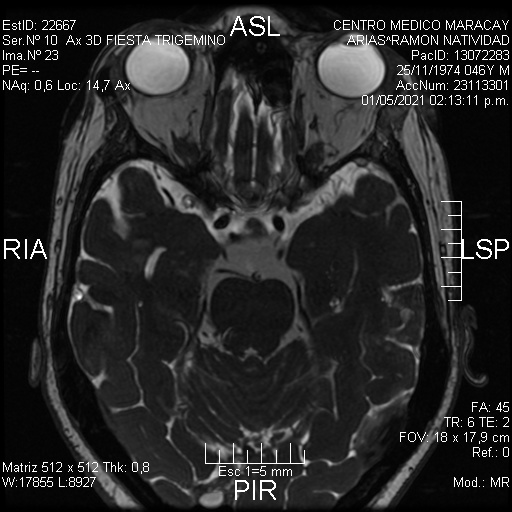 EstID: 22667
Ser.Nº 10 Ax 3D FIESTA TRIGEMINO
Ima.Nº 23
PE= --
NAq: 0,6 Loc: 14,7 Ax
ASL
CENTRO MEDICO MARACAY
ARIAS^RAMON NATIVIDAD
PacID: 13072283
25/11/1974 046Y M
AccNum: 23113301
01/05/2021 02:13:11 p.m.
RIA
LSP
Matriz 512 x 512 Thk: 0,8
W:17855 L:8927
Esc 1=5 mm
PIR
FA: 45
TR: 6 TE: 2
FOV: 18 x 17,9 cm
Ref.: 0
Mod.: MR